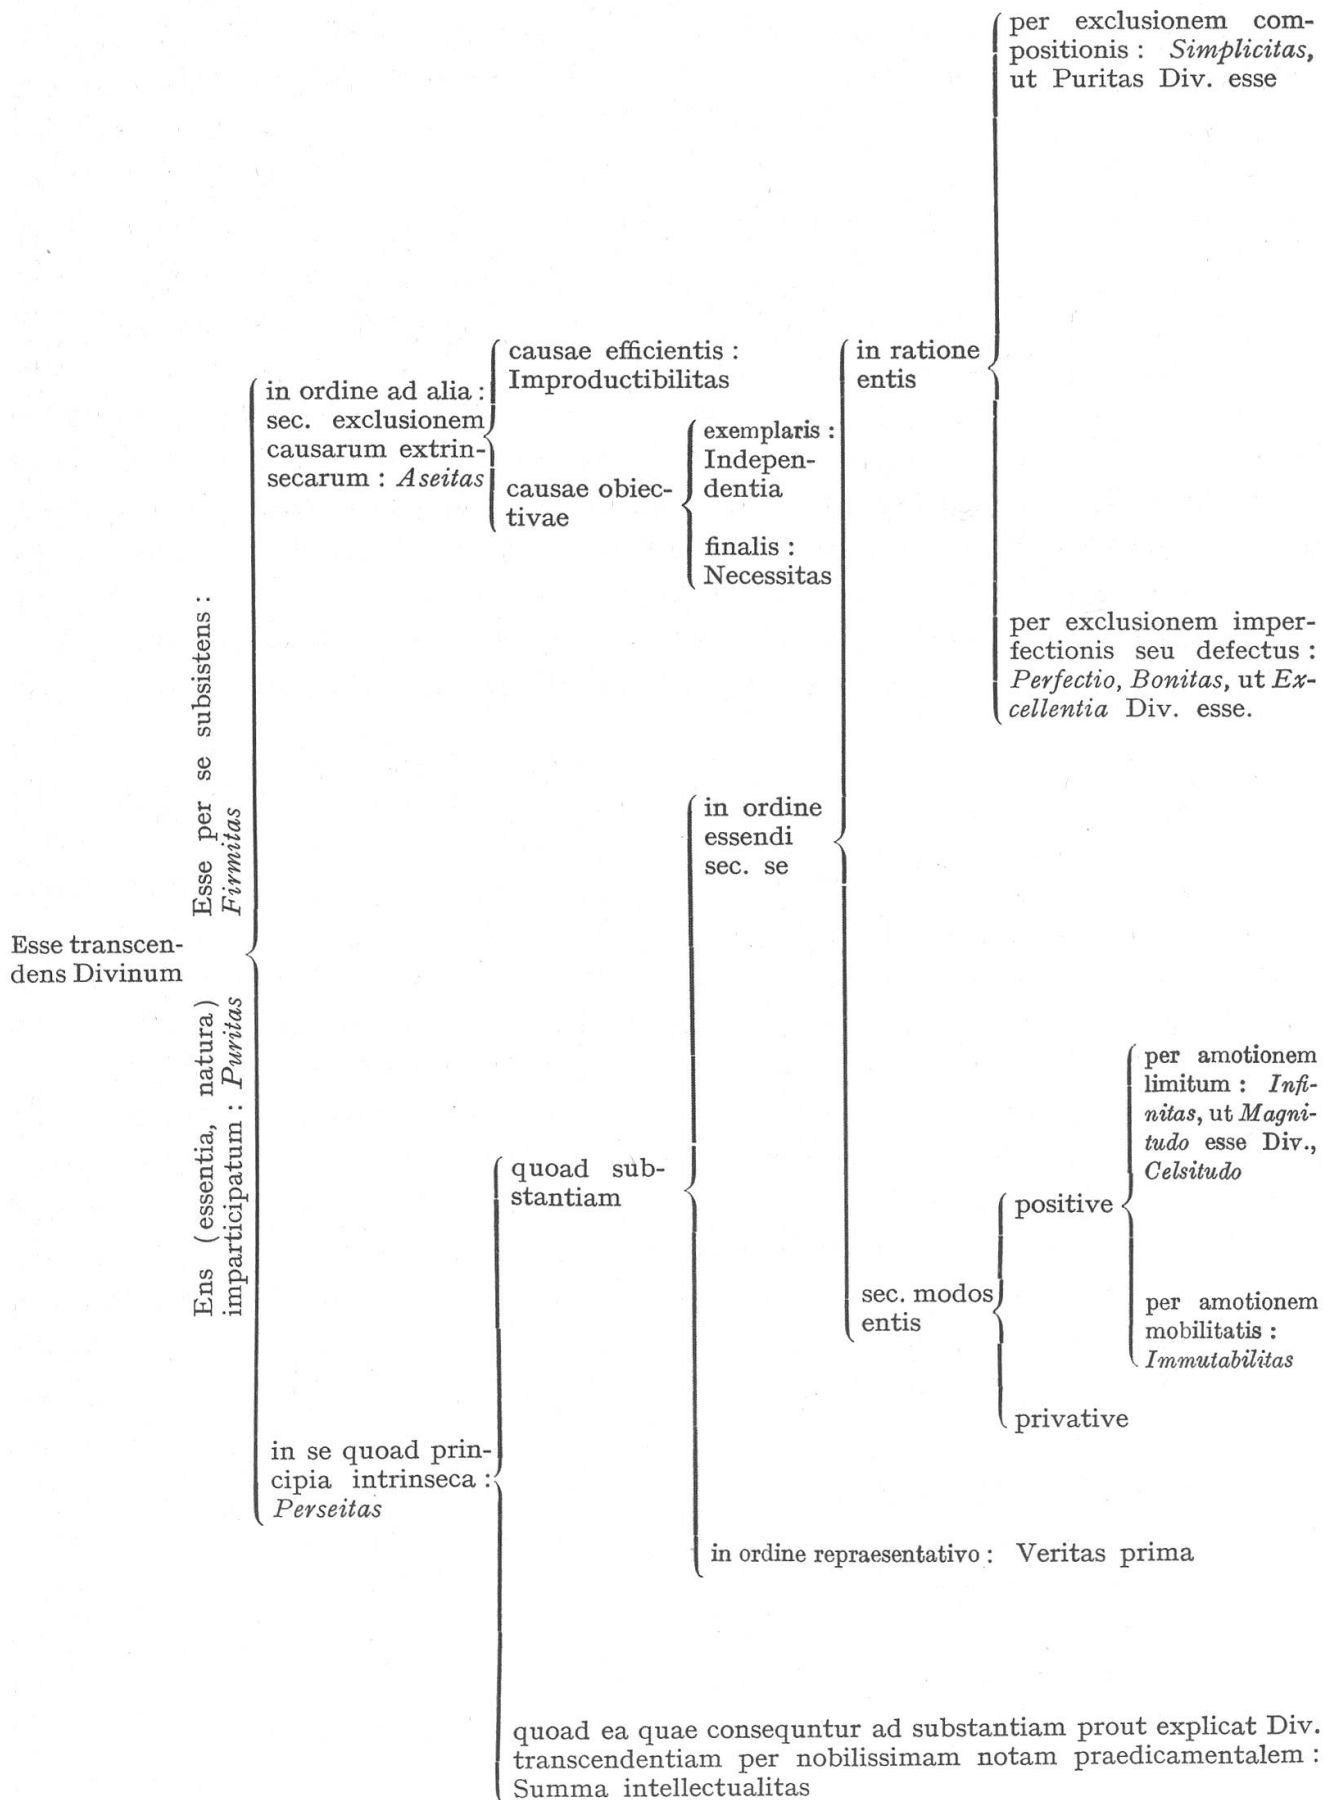 Esse transcen-
dens Divinum
Esse per se subsistens :
Firmitas
Ens (essentia, natura)
imparticipatum : Puritas
in ordine ad alia :
sec. exclusionem
causarum extrin-
secarum : Aseitas
causae efficientis :
Improductibilitas
causae obiec-
tivae
exemplaris :
Indepen-
dentia
finalis :
Necessitas
in se quoad prin-
cipia intrinseca :
Perseitas
quoad sub-
stantiam
in ordine
essendi
sec. se
in ratione
entis
per exclusionem com-
positionis : Simplicitas,
ut Puritas Div. esse
per exclusionem imper-
fectionis seu defectus :
Perfectio, Bonitas, ut Ex-
cellentia Div. esse.
sec. modos
entis
positive
per amotionem
limitum : Infi-
nitas, ut Magni-
tudo esse Div.,
Celsitudo
per amotionem
mobilitatis :
Immutabilitas
privative
in ordine repraesentativo : Veritas prima
quoad ea quae consequntur ad substantiam prout explicat Div.
transcendentiam per nobilissimam notam praedicamentalem :
Summa intellectualitas